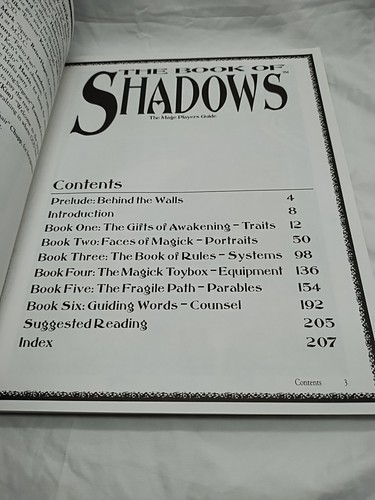 THE BOOK OF
SHADOWS™
The Mage Players Guide
Contents
Prelude: Behind the Walls 4
Introduction 8
Book One: The Gifts of Awakening – Traits 12
Book Two: Faces of Magick – Portraits 50
Book Three: The Book of Rules – Systems 98
Book Four: The Magick Toybox – Equipment 136
Book Five: The Fragile Path – Parables 154
Book Six: Guiding Words – Counsel 192
Suggested Reading 205
Index 207
Contents 3